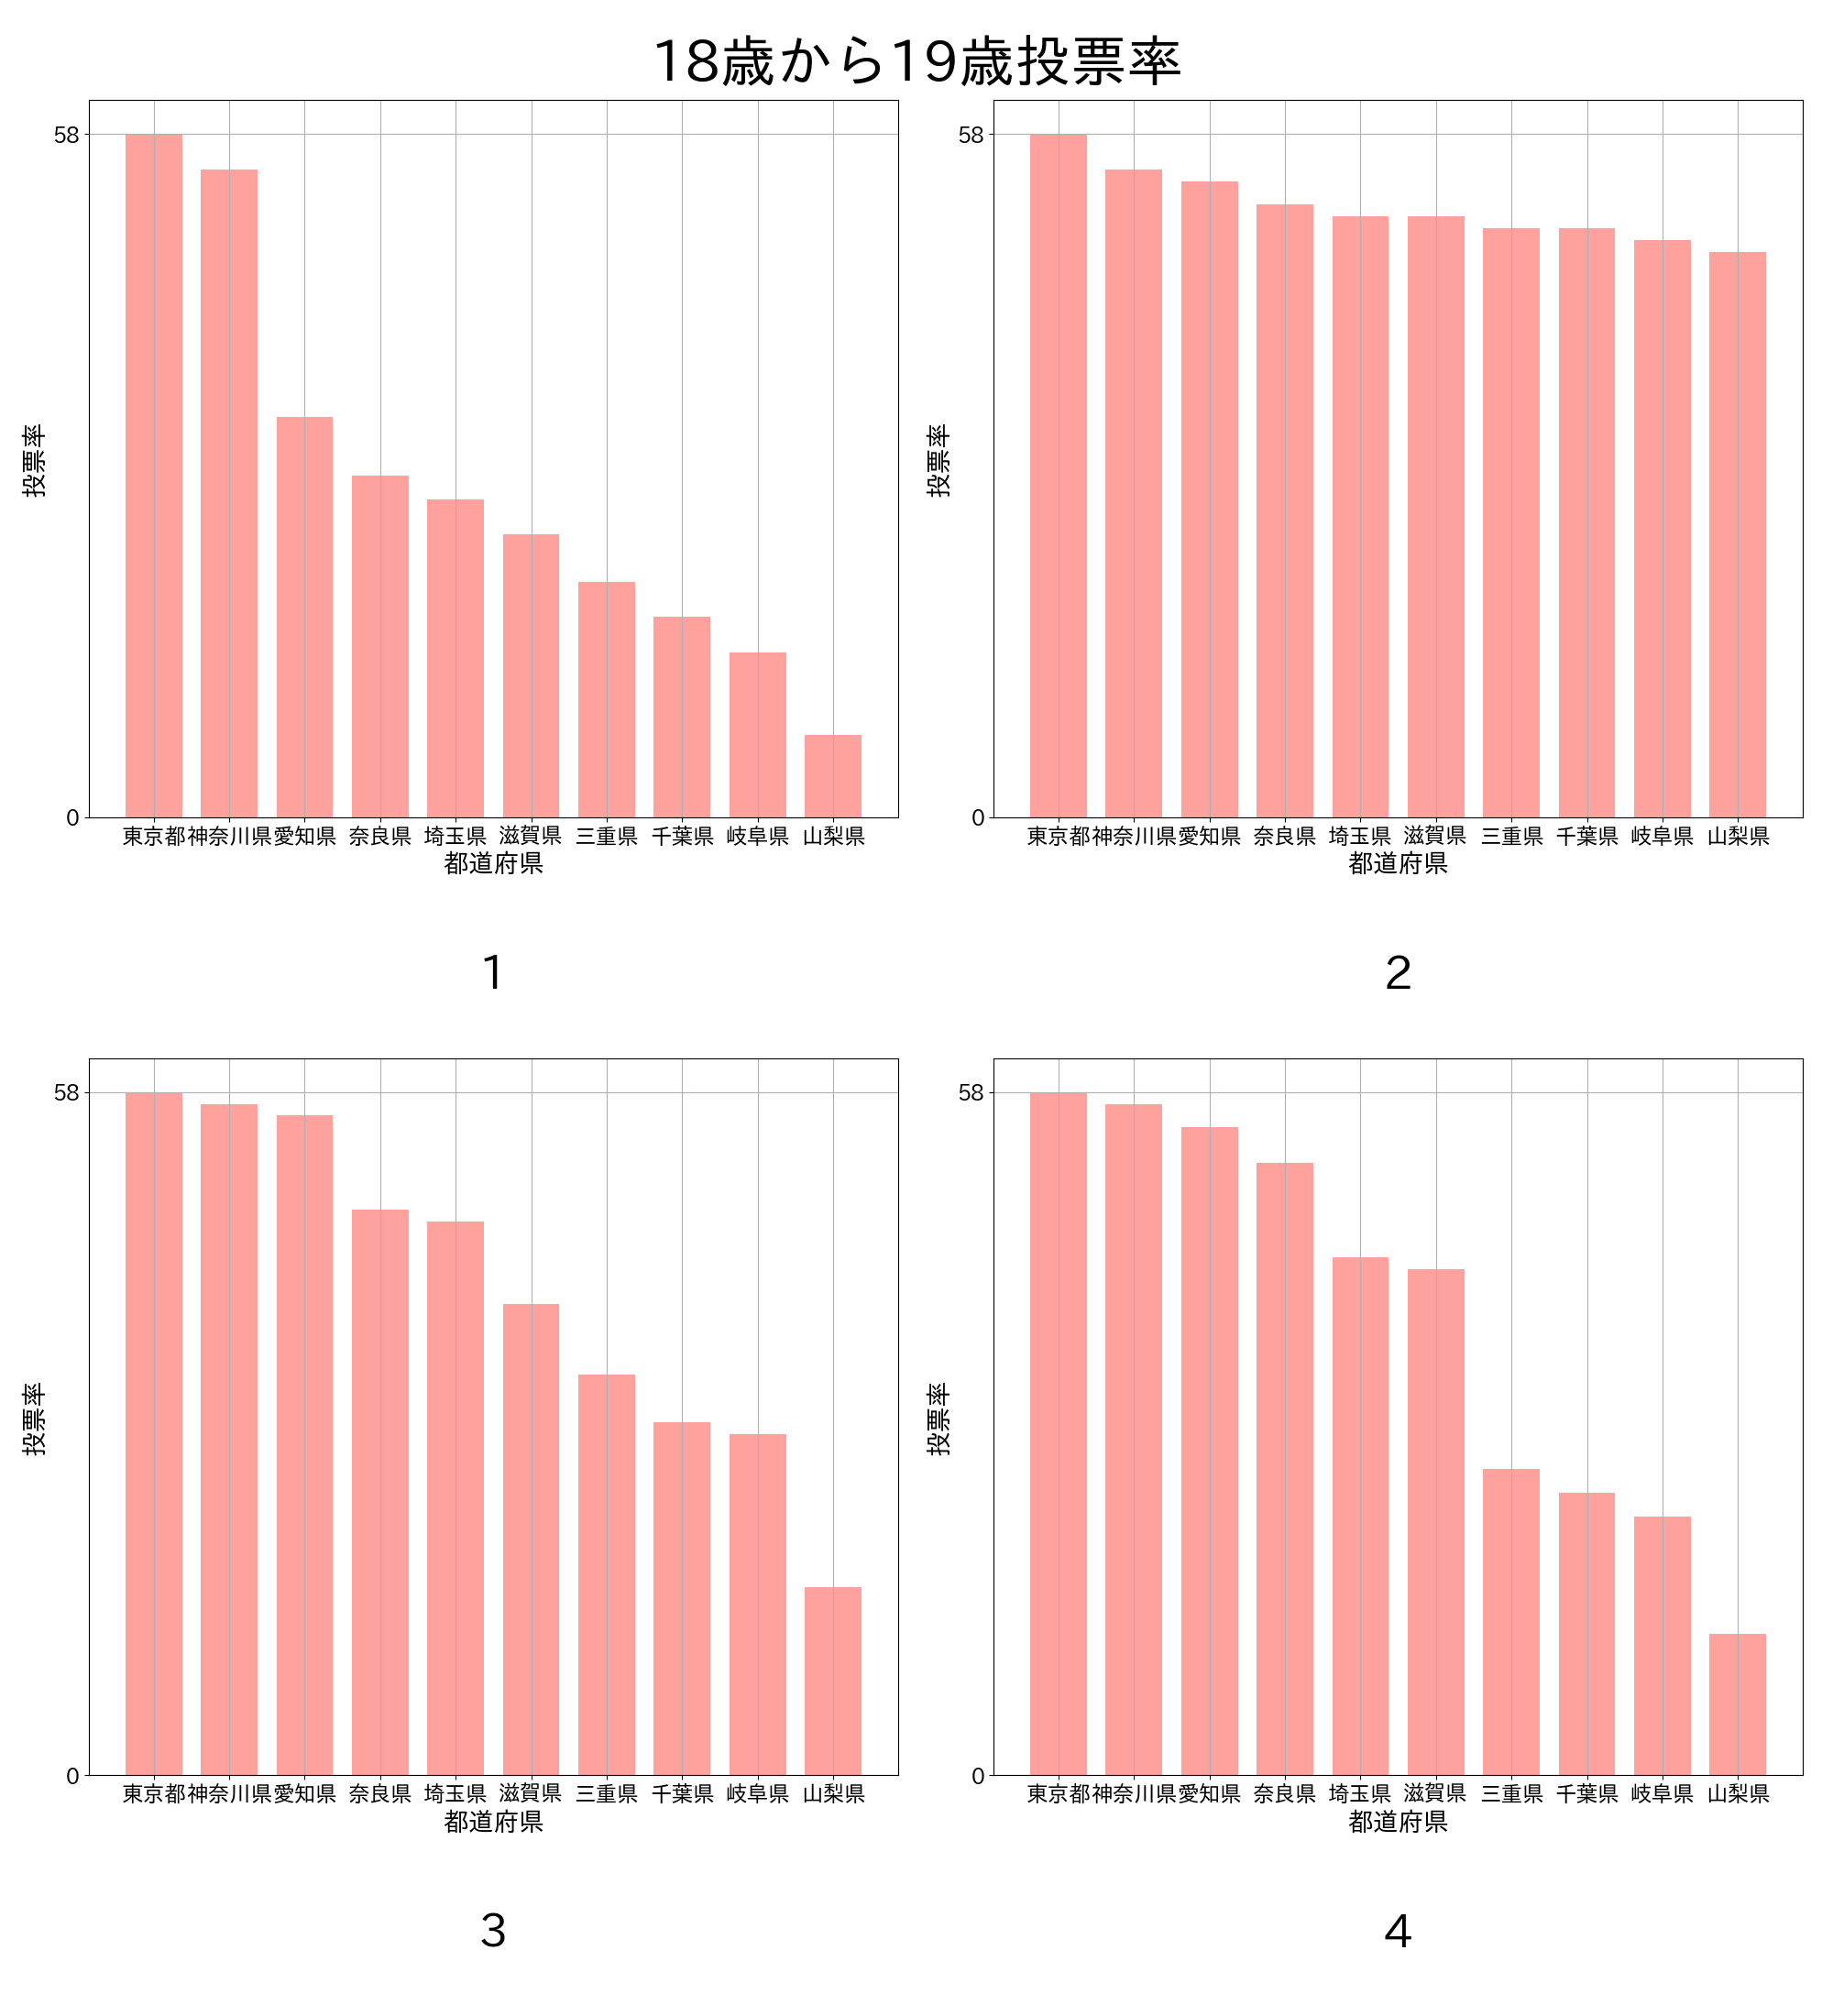 18歳から19歳投票率
58
0
投票率
東京都 神奈川県 愛知県 奈良県 埼玉県 滋賀県 三重県 千葉県 岐阜県 山梨県
都道府県
1
58
0
投票率
東京都 神奈川県 愛知県 奈良県 埼玉県 滋賀県 三重県 千葉県 岐阜県 山梨県
都道府県
2
58
0
投票率
東京都 神奈川県 愛知県 奈良県 埼玉県 滋賀県 三重県 千葉県 岐阜県 山梨県
都道府県
3
58
0
投票率
東京都 神奈川県 愛知県 奈良県 埼玉県 滋賀県 三重県 千葉県 岐阜県 山梨県
都道府県
4